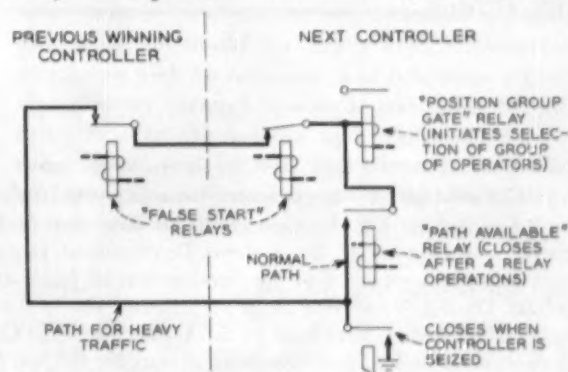 PREVIOUS WINNING
CONTROLLER
NEXT CONTROLLER
"POSITION GROUP
GATE" RELAY
(INITIATES SELEC-
TION OF GROUP
OF OPERATORS)
"FALSE START"
RELAYS
NORMAL
PATH
"PATH AVAILABLE"
RELAY (CLOSES
AFTER 4 RELAY
OPERATIONS)
PATH FOR HEAVY
TRAFFIC
CLOSES WHEN
CONTROLLER IS
SEIZED